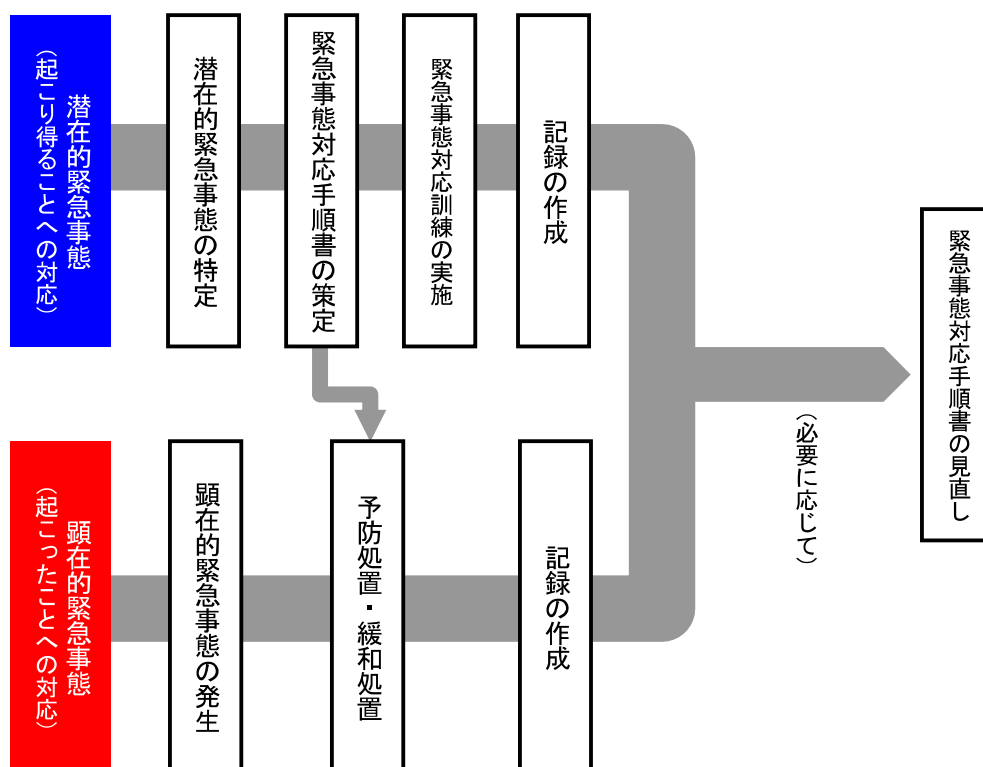 潜在的緊急事態
（起こり得ることへの対応）
潜在的緊急事態の特定
緊急事態対応手順書の策定
緊急事態対応訓練の実施
記録の作成
顕在的緊急事態
（起こったことへの対応）
顕在的緊急事態の発生
予防処置・緩和処置
記録の作成
（必要に応じて）
緊急事態対応手順書の見直し